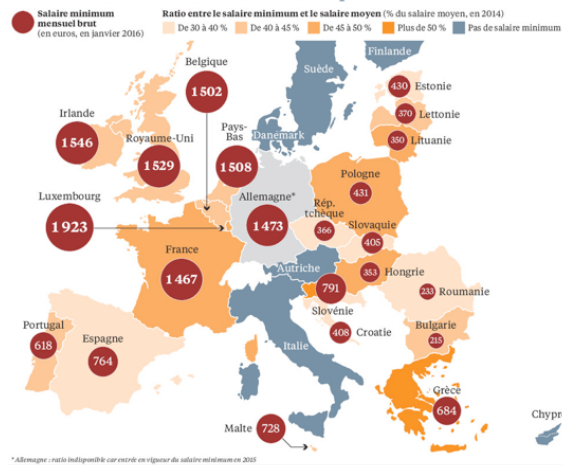 Salaire minimum
mensuel brut
(en euros, en janvier 2016)
Ratio entre le salaire minimum et le salaire moyen (% du salaire moyen, en 2014)
De 30 à 40 %
De 40 à 45 %
De 45 à 50 %
Plus de 50 %
Pas de salaire minimum
Finlande
Suède
Belgique
1502
430 Estonie
370 Lettonie
350 Lituanie
Irlande
1546
Royaume-Uni
1529
Pays-
Bas
1508
Danemark
Pologne
431
Luxembourg
1923
Allemagne*
1473
Rép.
tchèque
366
Slovaquie
405
France
1467
Autriche
353 Hongrie
791
Slovénie
233 Roumanie
408 Croatie
Bulgarie
215
Portugal
618
Espagne
764
Italie
Grèce
684
Malte 728
Chypr
* Allemagne : ratio indisponible car entrée en vigueur du salaire minimum en 2015